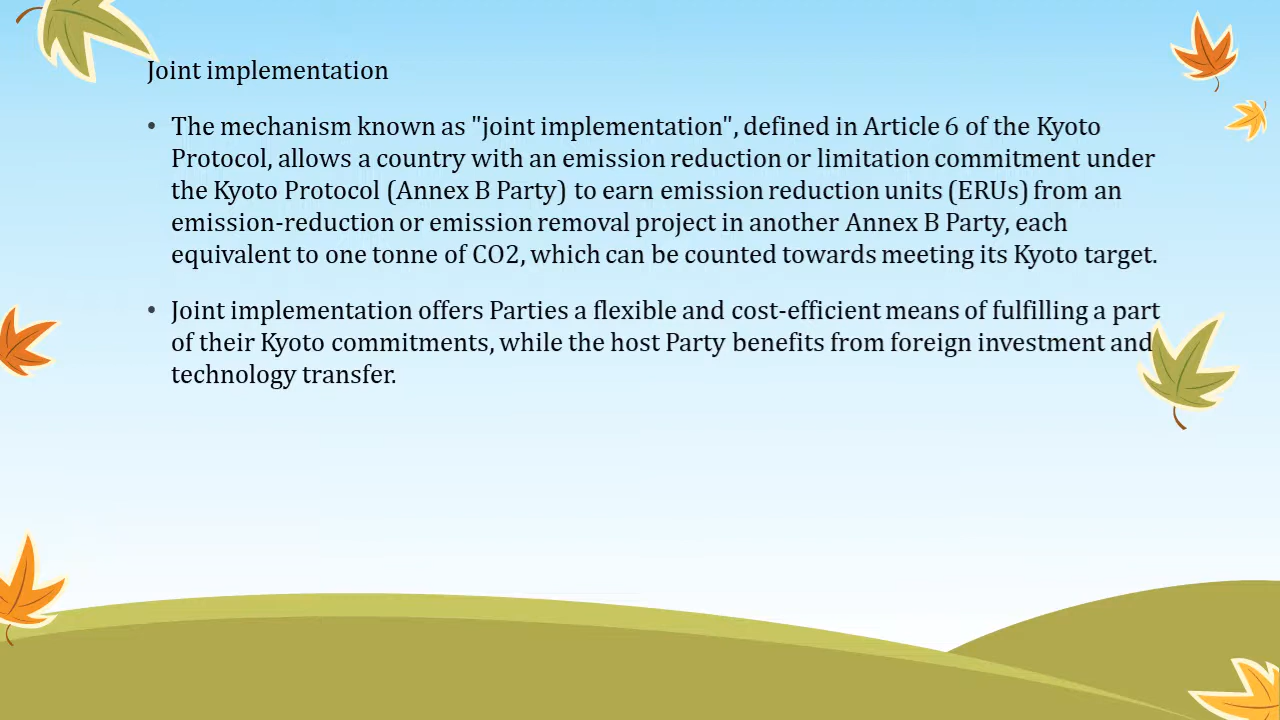 Joint implementation
• The mechanism known as "joint implementation", defined in Article 6 of the Kyoto
Protocol, allows a country with an emission reduction or limitation commitment under
the Kyoto Protocol (Annex B Party) to earn emission reduction units (ERUs) from an
emission-reduction or emission removal project in another Annex B Party, each
equivalent to one tonne of CO2, which can be counted towards meeting its Kyoto target.
• Joint implementation offers Parties a flexible and cost-efficient means of fulfilling a part
of their Kyoto commitments, while the host Party benefits from foreign investment and
technology transfer.